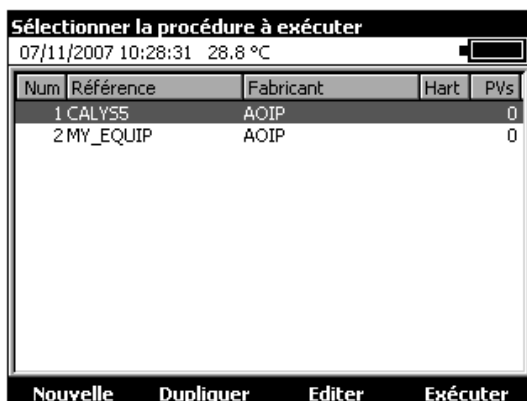 Sélectionner la procédure à exécuter
07/11/2007 10:28:31 28.8 °C
Num Référence Fabricant Hart PVs
1 CALYS5 AOIP 0
2 MY_EQUIP AOIP 0
Nouvelle Dupliquer Editer Exécuter